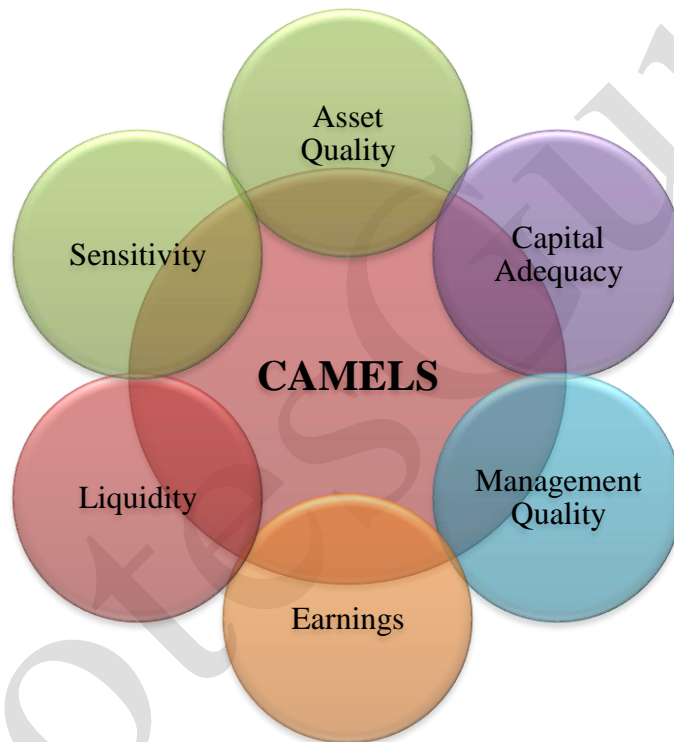 Asset
Quality
Sensitivity
Capital
Adequacy
CAMELS
Liquidity
Management
Quality
Earnings